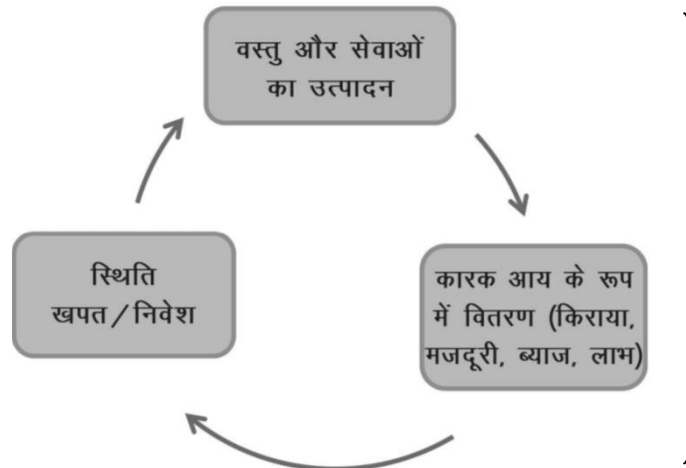 वस्तु और सेवाओं
का उत्पादन
कारक आय के रूप
में वितरण (किराया,
मजदूरी, ब्याज, लाभ)
स्थिति
खपत/निवेश